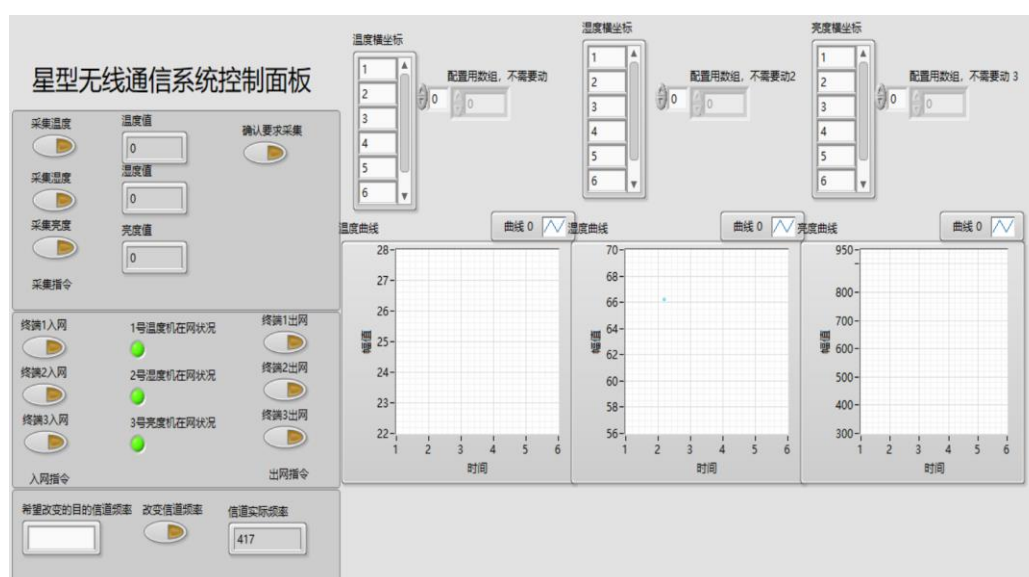 星型无线通信系统控制面板
采集温度
温度值
0
确认要求采集
采集湿度
湿度值
0
采集亮度
亮度值
0
采集指令
终端1入网
1号温度机在网状况
终端1出网
终端2入网
2号湿度机在网状况
终端2出网
终端3入网
3号亮度机在网状况
终端3出网
入网指令
出网指令
希望改变的目的信道频率
改变信道频率
信道实际频率
417
温度横坐标
1
2
3
4
5
6
配置用数组，不需要动
0
0
湿度横坐标
1
2
3
4
5
6
配置用数组，不需要动2
0
0
亮度横坐标
1
2
3
4
5
6
配置用数组，不需要动 3
0
0
温度曲线
曲线 0
28
27
26
25
24
23
22
幅值
1 2 3 4 5 6
时间
湿度曲线
曲线 0
70
68
66
64
62
60
58
56
幅值
1 2 3 4 5 6
时间
亮度曲线
曲线 0
950
800
700
600
500
400
300
幅值
1 2 3 4 5 6
时间